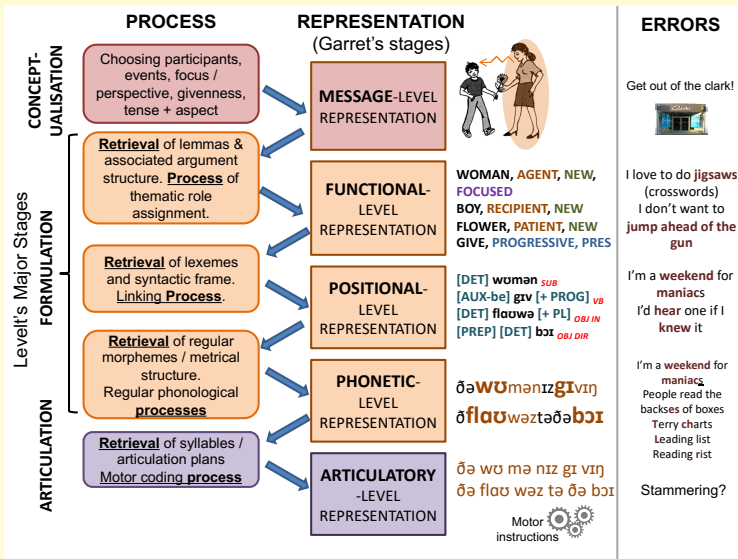 PROCESS
REPRESENTATION
(Garret's stages)
ERRORS
Levelt's Major Stages
CONCEPT-
UALISATION
FORMULATION
ARTICULATION
Choosing participants,
events, focus /
perspective, givenness,
tense + aspect
MESSAGE-LEVEL
REPRESENTATION
Get out of the clark!
Clarks
Retrieval of lemmas &
associated argument
structure. Process of
thematic role
assignment.
FUNCTIONAL-
LEVEL
REPRESENTATION
WOMAN, AGENT, NEW,
FOCUSED
BOY, RECIPIENT, NEW
FLOWER, PATIENT, NEW
GIVE, PROGRESSIVE, PRES
I love to do jigsaws
(crosswords)
I don't want to
jump ahead of the
gun
Retrieval of lexemes
and syntactic frame.
Linking Process.
POSITIONAL-
LEVEL
REPRESENTATION
[DET] wʊmən SUB
[AUX-be] gɪv [+ PROG] VB
[DET] flaʊwə [+ PL] OBJ IN
[PREP] [DET] bɔɪ OBJ DIR
I'm a weekend for
maniacs
I'd hear one if I
knew it
Retrieval of regular
morphemes / metrical
structure.
Regular phonological
processes
PHONETIC-
LEVEL
REPRESENTATION
ðəwʊmənɪzgɪvɪŋ
ðflaʊwəztəðəbɔɪ
I'm a weekend for
maniacs
People read the
backses of boxes
Terry charts
Leading list
Reading rist
Retrieval of syllables /
articulation plans
Motor coding process
ARTICULATORY
-LEVEL
REPRESENTATION
ðə wʊ mə nɪz gɪ vɪŋ
ðə flaʊ wəz tə ðə bɔɪ
Motor
instructions
Stammering?